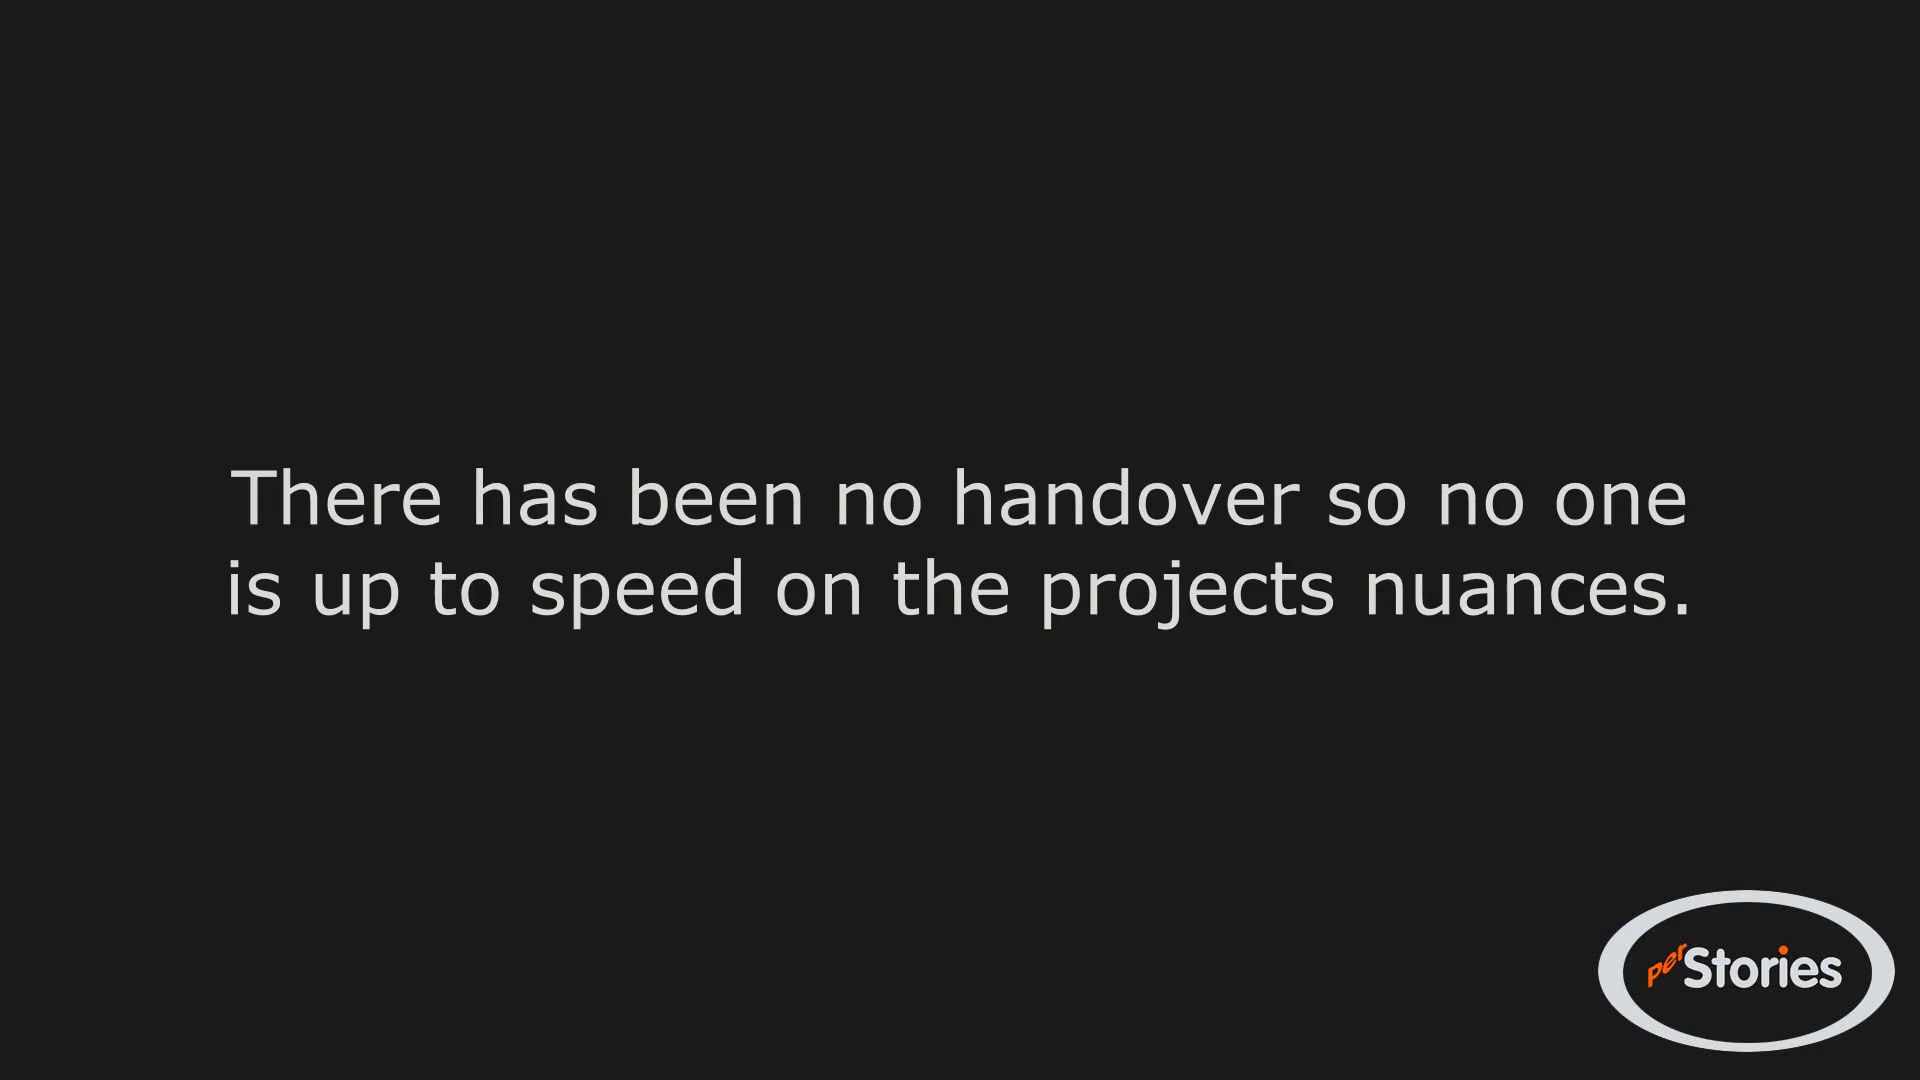 There has been no handover so no one
is up to speed on the projects nuances.
perStories